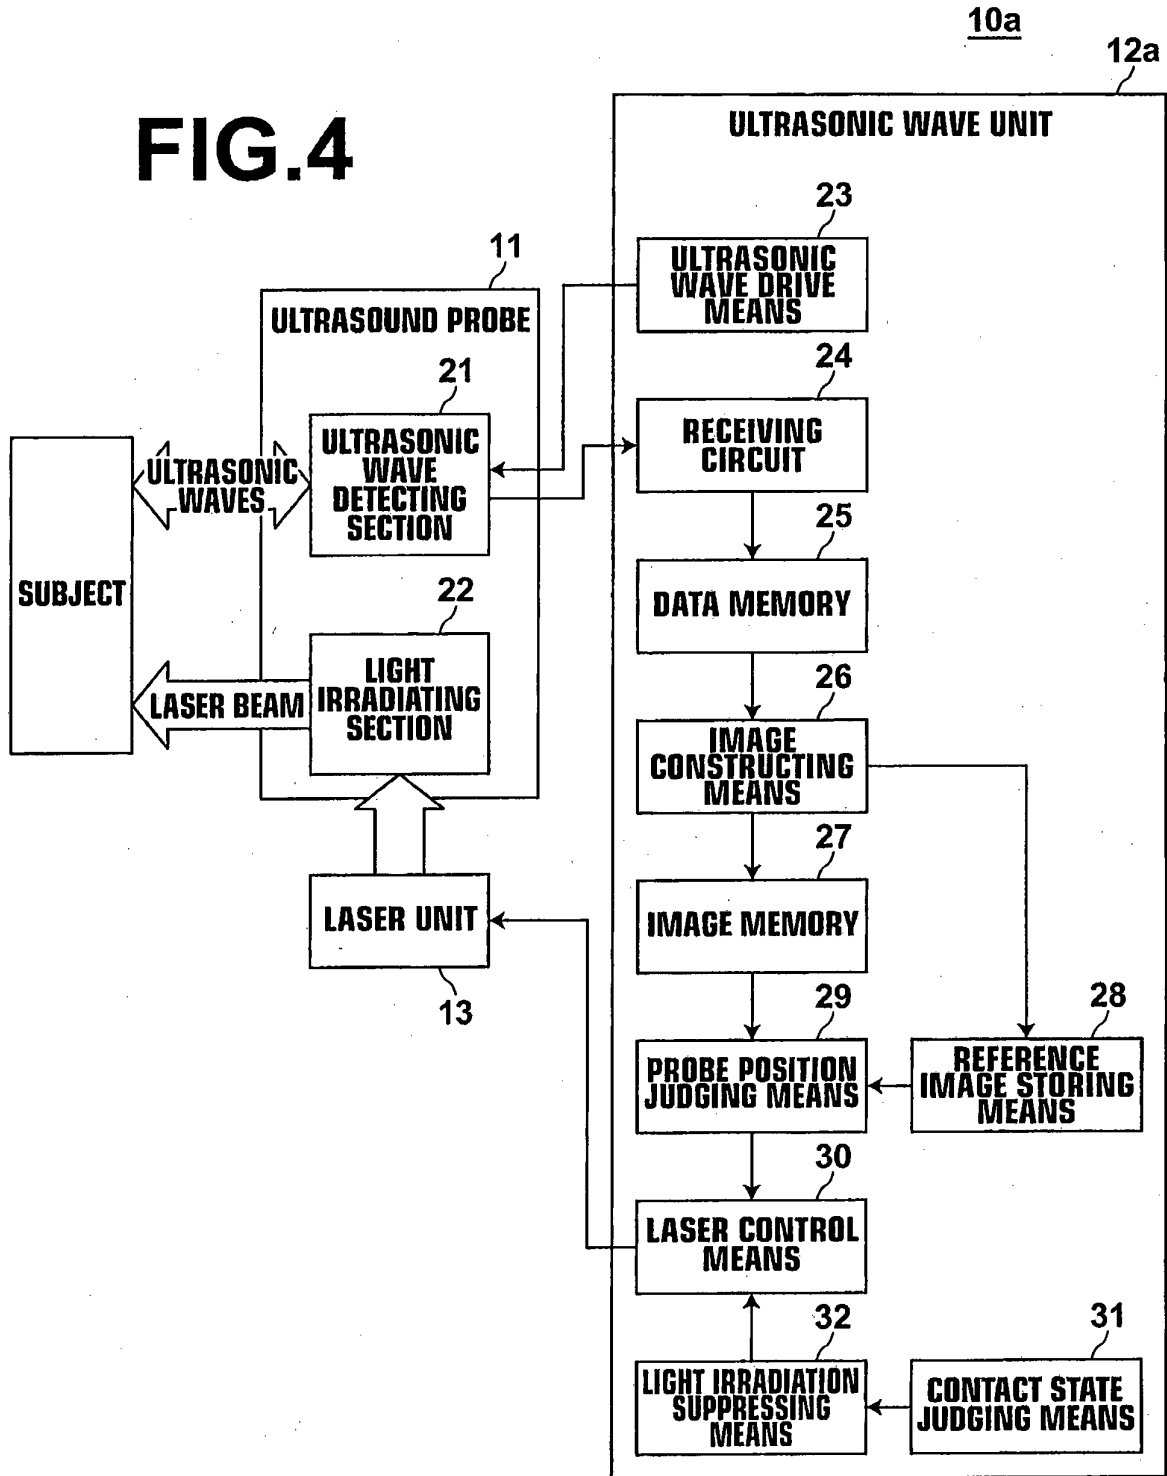 10a
12a
FIG.4
ULTRASONIC WAVE UNIT
23
ULTRASONIC
WAVE DRIVE
MEANS
11
ULTRASOUND PROBE
21
ULTRASONIC
WAVE
DETECTING
SECTION
24
RECEIVING
CIRCUIT
ULTRASONIC
WAVES
25
DATA MEMORY
SUBJECT
22
LIGHT
IRRADIATING
SECTION
LASER BEAM
26
IMAGE
CONSTRUCTING
MEANS
27
IMAGE MEMORY
LASER UNIT
13
29
PROBE POSITION
JUDGING MEANS
28
REFERENCE
IMAGE STORING
MEANS
30
LASER CONTROL
MEANS
32
LIGHT IRRADIATION
SUPPRESSING
MEANS
31
CONTACT STATE
JUDGING MEANS